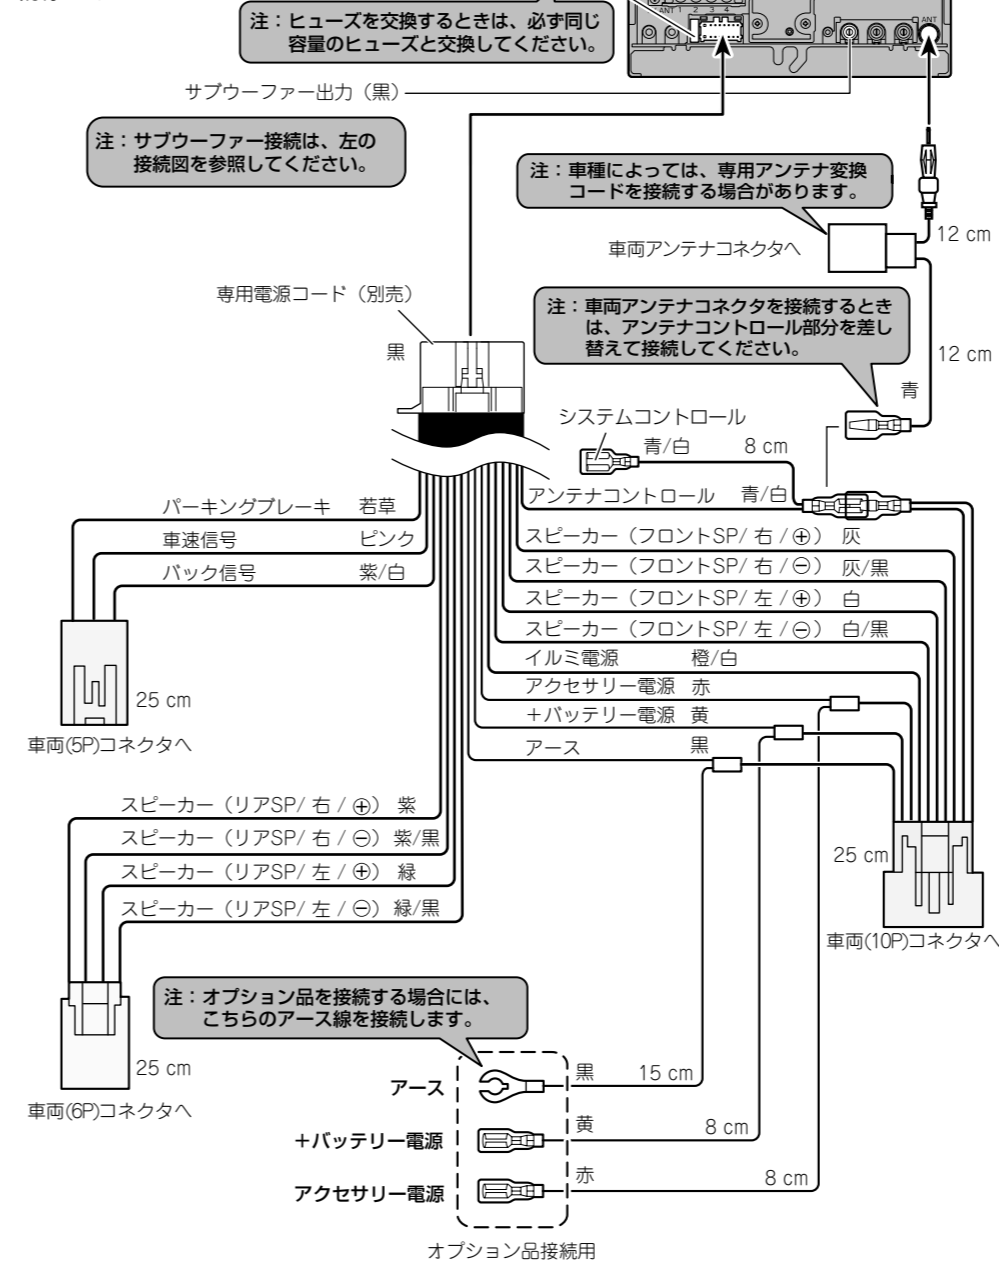 ANT 1 2 3 4
ANT
注：ヒューズを交換するときは、必ず同じ
容量のヒューズと交換してください。
サブウーファー出力（黒）
注：サブウーファー接続は、左の
接続図を参照してください。
注：車種によっては、専用アンテナ変換
コードを接続する場合があります。
車両アンテナコネクタへ
12 cm
専用電源コード（別売）
黒
注：車両アンテナコネクタを接続するとき
は、アンテナコントロール部分を差し
替えて接続してください。
12 cm
青
システムコントロール
青/白 8 cm
アンテナコントロール 青/白
パーキングブレーキ 若草
車速信号 ピンク
バック信号 紫/白
スピーカー（フロントSP/ 右 /⊕） 灰
スピーカー（フロントSP/ 右 /⊖） 灰/黒
スピーカー（フロントSP/ 左 /⊕） 白
スピーカー（フロントSP/ 左 /⊖） 白/黒
イルミ電源 橙/白
アクセサリー電源 赤
＋バッテリー電源 黄
アース 黒
25 cm
車両(5P)コネクタへ
スピーカー（リアSP/ 右 / ⊕） 紫
スピーカー（リアSP/ 右 / ⊖） 紫/黒
スピーカー（リアSP/ 左 / ⊕） 緑
スピーカー（リアSP/ 左 / ⊖） 緑/黒
25 cm
車両(10P)コネクタへ
注：オプション品を接続する場合には、
こちらのアース線を接続します。
25 cm
車両(6P)コネクタへ
アース 黒 15 cm
＋バッテリー電源 黄 8 cm
アクセサリー電源 赤 8 cm
オプション品接続用